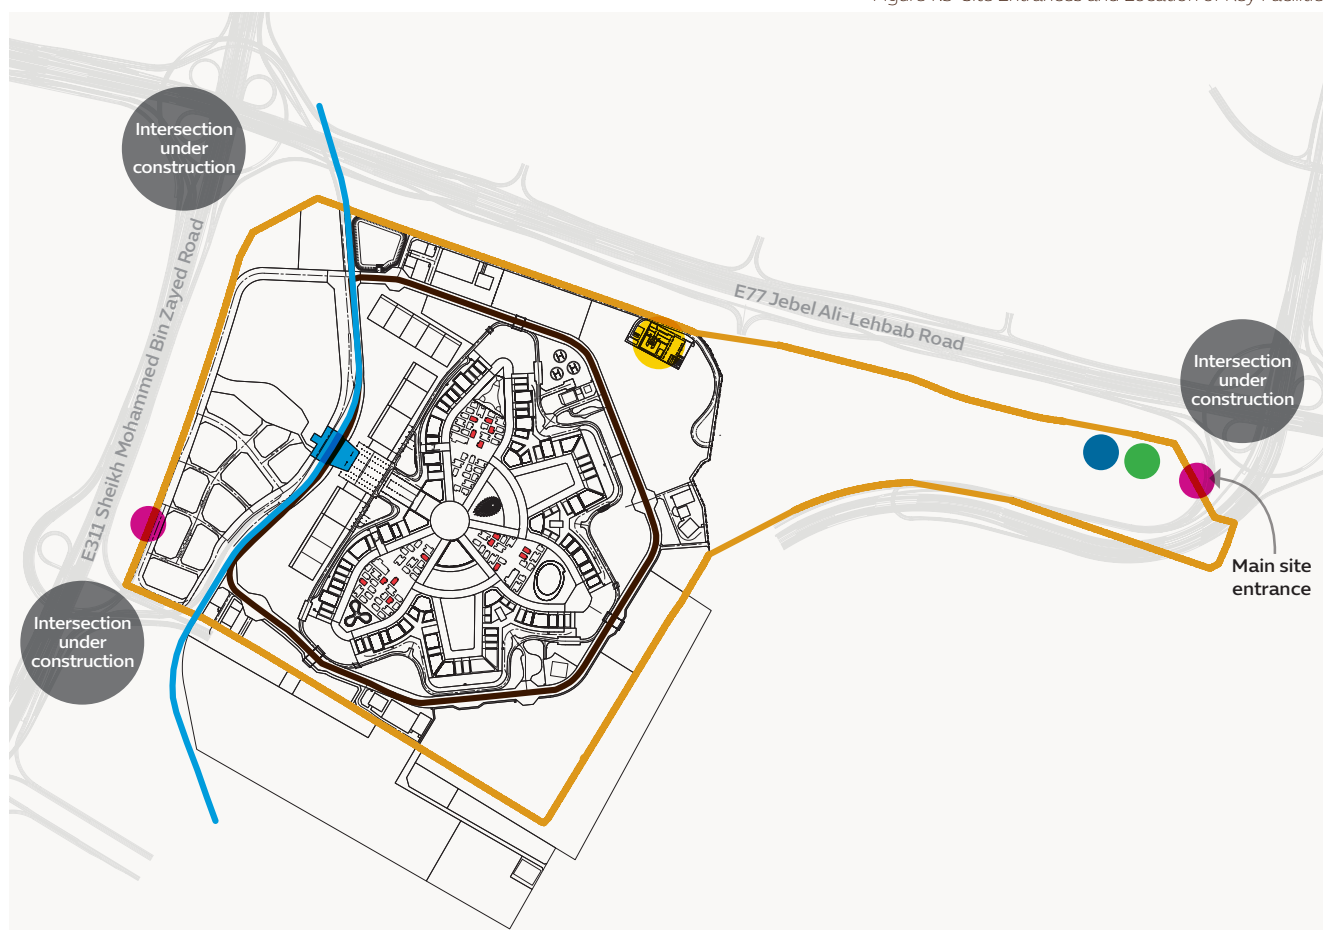 Intersection
under
construction
E311 Sheikh Mohammed Bin Zayed Road
E77 Jebel Ali-Lehbab Road
Intersection
under
construction
Main site
entrance
Intersection
under
construction
H
H
H